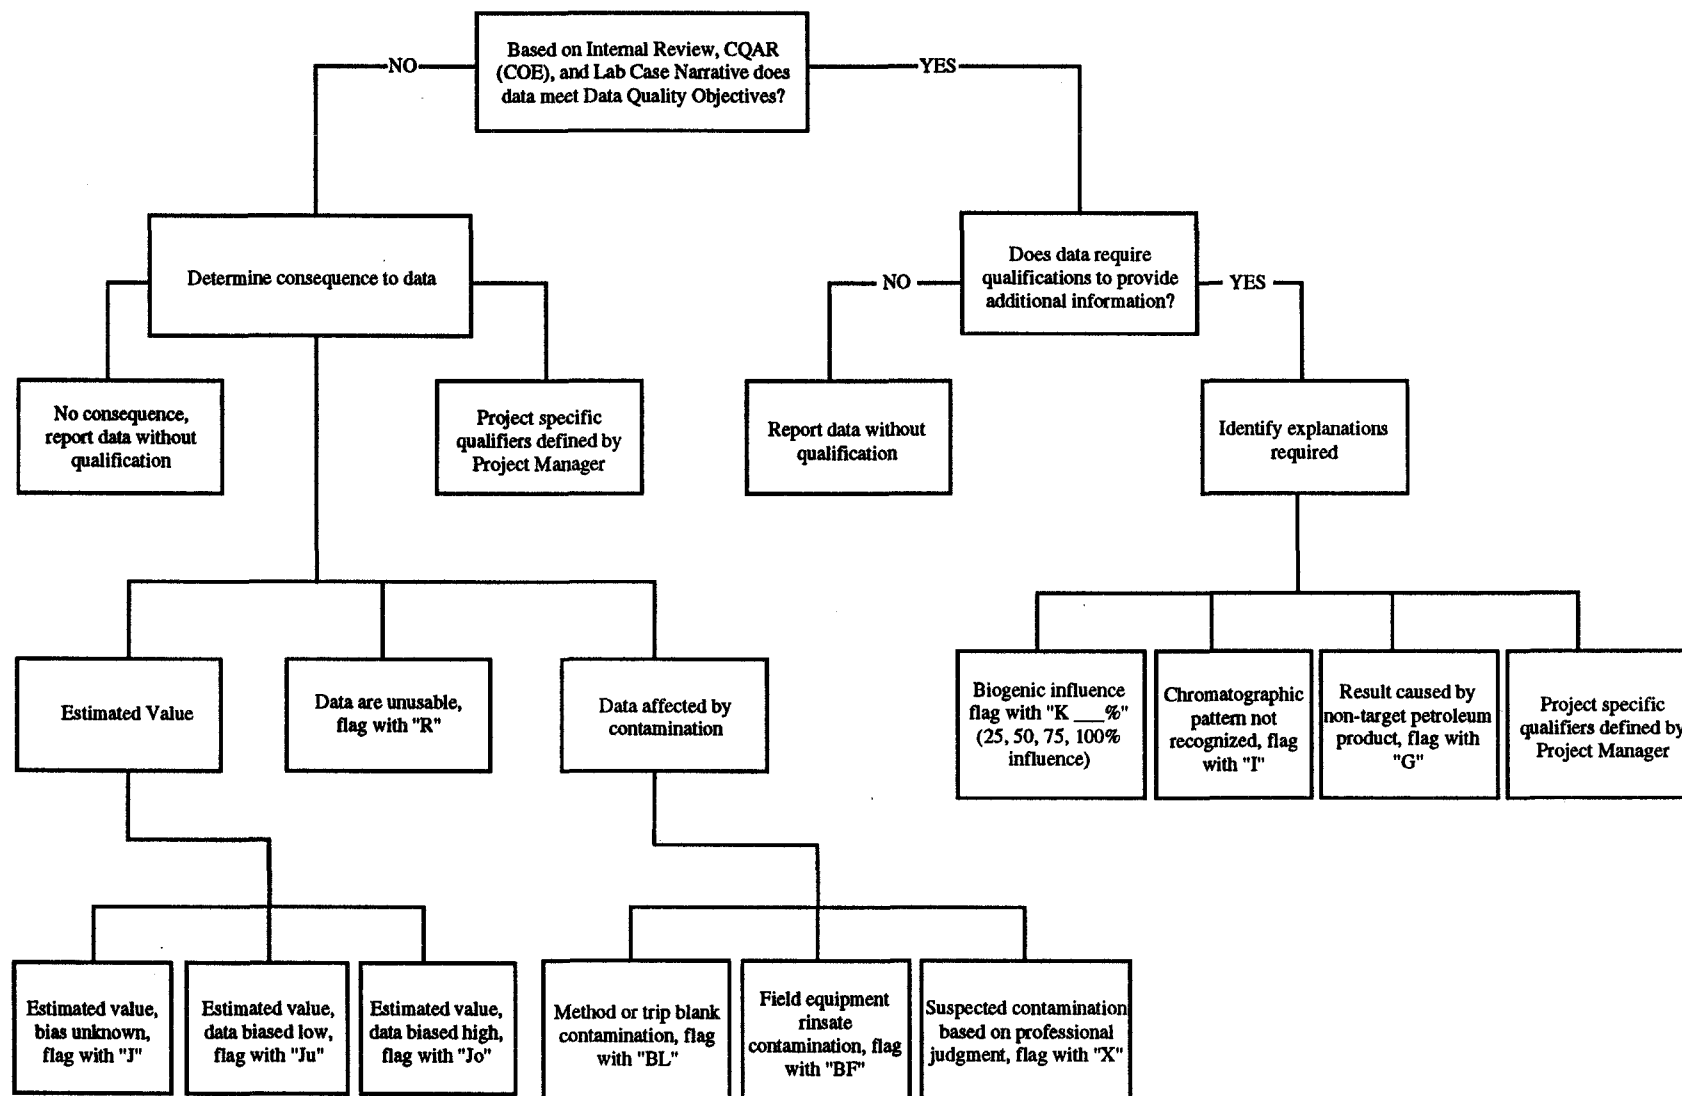 Based on Internal Review, CQAR
(COE), and Lab Case Narrative does
data meet Data Quality Objectives?
NO
YES
Determine consequence to data
Does data require
qualifications to provide
additional information?
NO
YES
No consequence,
report data without
qualification
Project specific
qualifiers defined by
Project Manager
Report data without
qualification
Identify explanations
required
Estimated Value
Data are unusable,
flag with "R"
Data affected by
contamination
Biogenic influence
flag with "K ___%"
(25, 50, 75, 100%
influence)
Chromatographic
pattern not
recognized, flag
with "I"
Result caused by
non-target petroleum
product, flag with
"G"
Project specific
qualifiers defined by
Project Manager
Estimated value,
bias unknown,
flag with "J"
Estimated value,
data biased low,
flag with "Ju"
Estimated value,
data biased high,
flag with "Jo"
Method or trip blank
contamination, flag
with "BL"
Field equipment
rinsate
contamination, flag
with "BF"
Suspected contamination
based on professional
judgment, flag with "X"